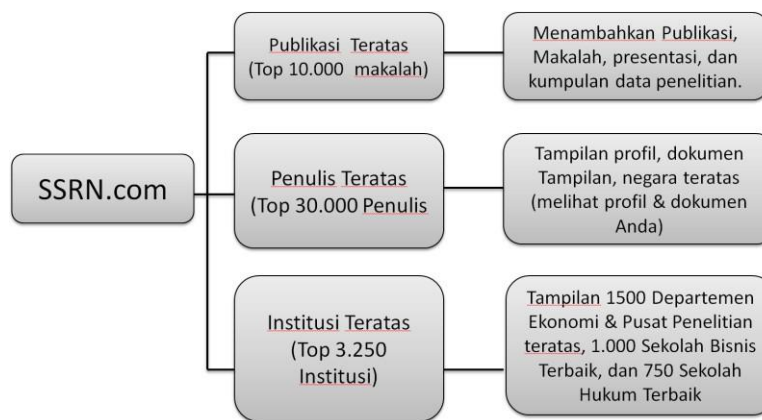 SSRN.com
Publikasi Teratas
(Top 10.000 makalah)
Menambahkan Publikasi,
Makalah, presentasi, dan
kumpulan data penelitian.
Penulis Teratas
(Top 30.000 Penulis
Tampilan profil, dokumen
Tampilan, negara teratas
(melihat profil & dokumen
Anda)
Institusi Teratas
(Top 3.250
Institusi)
Tampilan 1500 Departemen
Ekonomi & Pusat Penelitian
teratas, 1.000 Sekolah Bisnis
Terbaik, dan 750 Sekolah
Hukum Terbaik